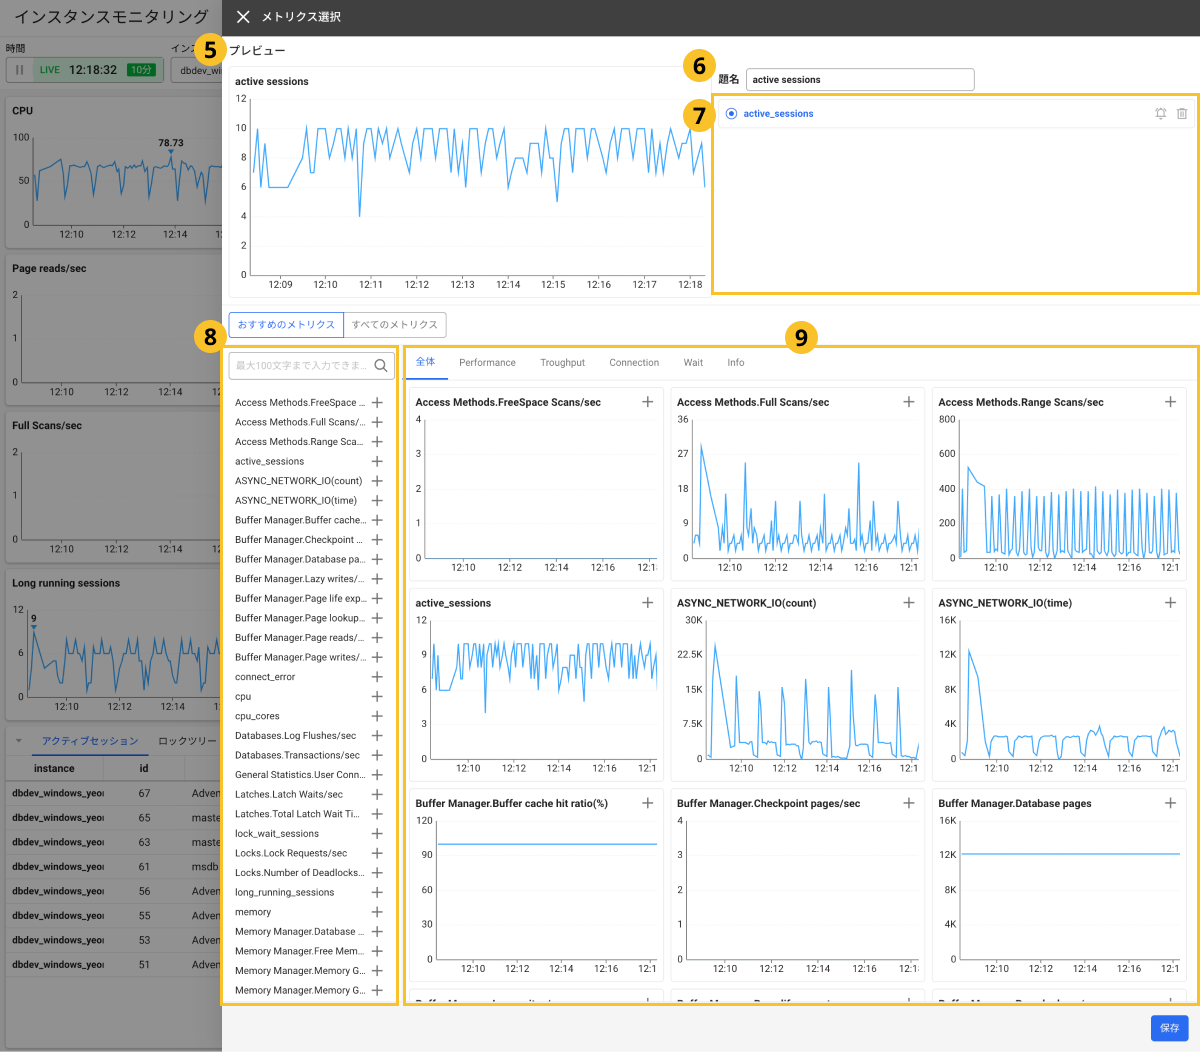 インスタンスモニタリング
時間
LIVE 12:18:32 10分
dbdev_wi
CPU
100
50
0
78.73
12:10 12:12 12:14
Page reads/sec
2
1
0
12:10 12:12 12:14
Full Scans/sec
2
1
0
12:10 12:12 12:14
Long running sessions
12
6
0
9
12:10 12:12 12:14
アクティブセッション ロックツリー
instance id
dbdev_windows_yeon 67 Adven
dbdev_windows_yeon 65 maste
dbdev_windows_yeon 63 maste
dbdev_windows_yeon 61 msdb
dbdev_windows_yeon 56 Adven
dbdev_windows_yeon 55 Adven
dbdev_windows_yeon 53 Adven
dbdev_windows_yeon 51 Adven
メトリクス選択
5
プレビュー
active sessions
12
10
8
6
4
2
0
12:09 12:10 12:11 12:12 12:13 12:14 12:15 12:16 12:17 12:18
6
題名 active sessions
7
active_sessions
おすすめのメトリクス すべてのメトリクス
8
最大100文字まで入力できま...
Access Methods.FreeSpace ...
Access Methods.Full Scans/...
Access Methods.Range Sca...
active_sessions
ASYNC_NETWORK_IO(count)
ASYNC_NETWORK_IO(time)
Buffer Manager.Buffer cache...
Buffer Manager.Checkpoint ...
Buffer Manager.Database pa...
Buffer Manager.Lazy writes/...
Buffer Manager.Page life exp...
Buffer Manager.Page lookup...
Buffer Manager.Page reads/...
Buffer Manager.Page writes/...
connect_error
cpu
cpu_cores
Databases.Log Flushes/sec
Databases.Transactions/sec
General Statistics.User Conn...
Latches.Latch Waits/sec
Latches.Total Latch Wait Ti...
lock_wait_sessions
Locks.Lock Requests/sec
Locks.Number of Deadlocks...
long_running_sessions
memory
Memory Manager.Database ...
Memory Manager.Free Mem...
Memory Manager.Memory G...
Memory Manager.Memory G...
9
全体 Performance Troughput Connection Wait Info
Access Methods.FreeSpace Scans/sec
4
3
2
1
0
12:10 12:12 12:14 12:16 12:1
Access Methods.Full Scans/sec
36
27
18
9
0
12:10 12:12 12:14 12:16 12:1
Access Methods.Range Scans/sec
800
600
400
200
0
12:10 12:12 12:14 12:16 12:1
active_sessions
12
9
6
3
0
12:10 12:12 12:14 12:16 12:1
ASYNC_NETWORK_IO(count)
30K
22.5K
15K
7.5K
0
12:10 12:12 12:14 12:16 12:1
ASYNC_NETWORK_IO(time)
16K
12K
8K
4K
0
12:10 12:12 12:14 12:16 12:1
Buffer Manager.Buffer cache hit ratio(%)
120
90
60
30
0
12:10 12:12 12:14 12:16 12:1
Buffer Manager.Checkpoint pages/sec
4
3
2
1
0
12:10 12:12 12:14 12:16 12:1
Buffer Manager.Database pages
16K
12K
8K
4K
0
12:10 12:12 12:14 12:16 12:1
保存